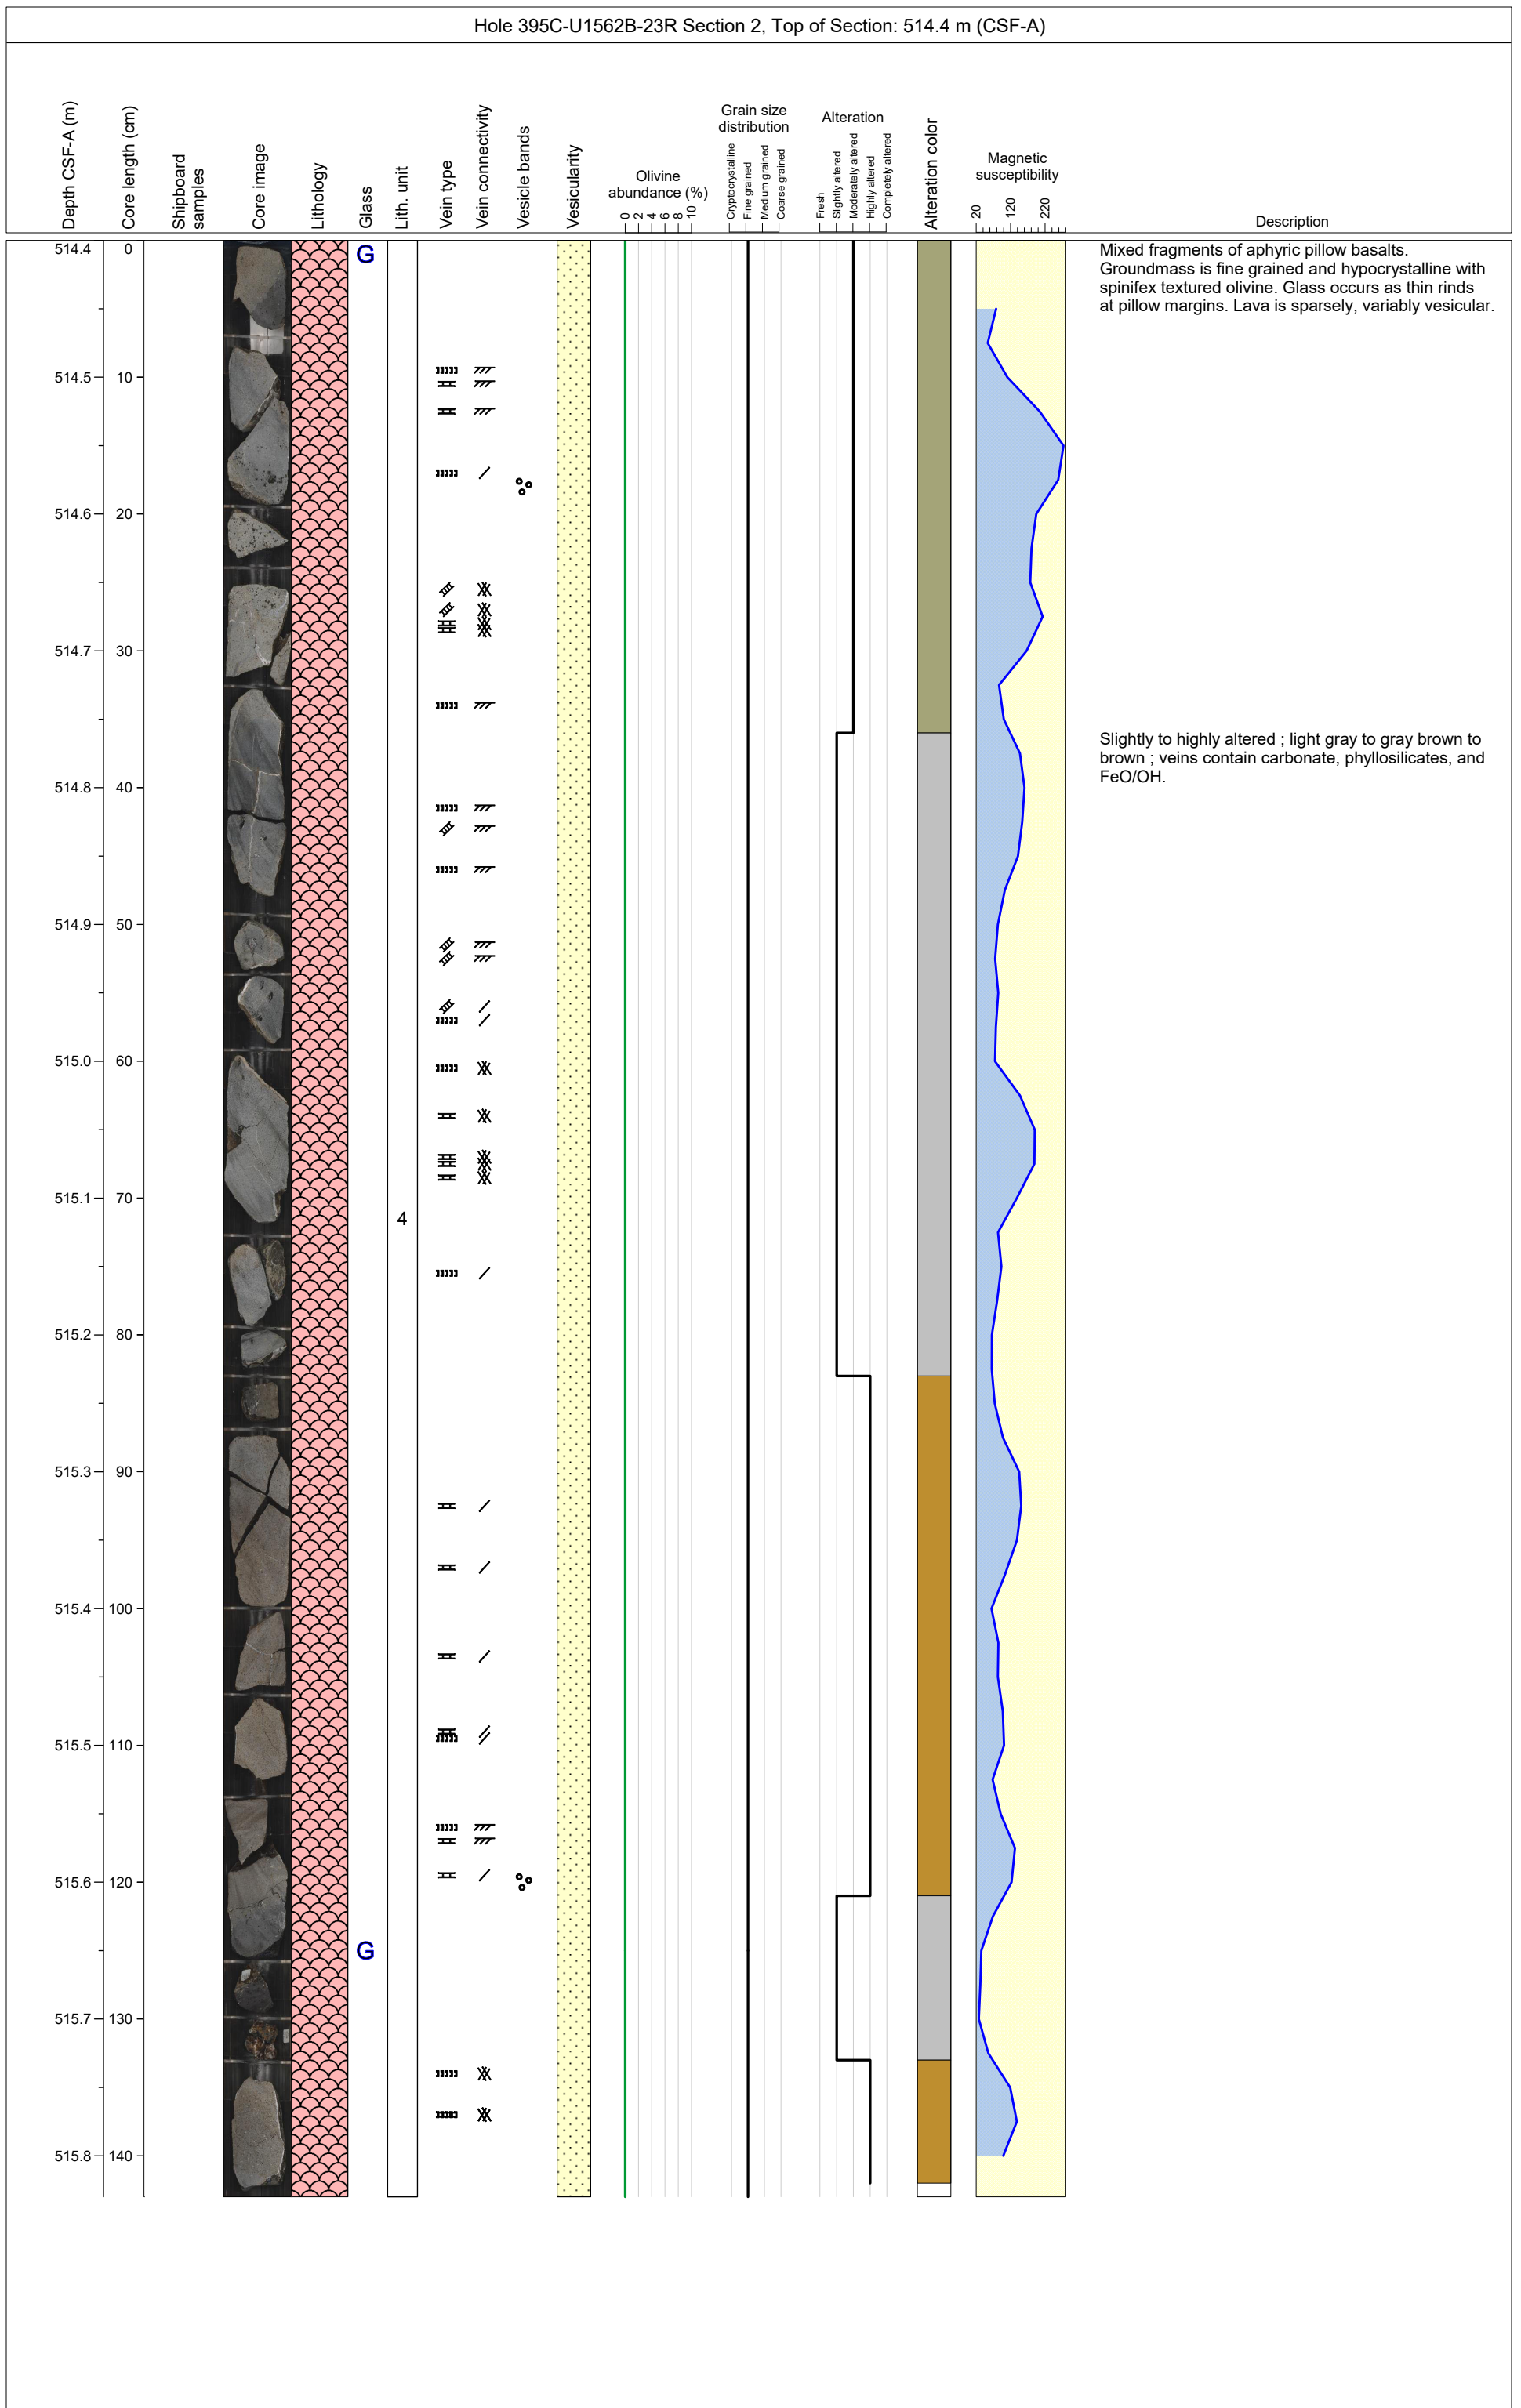 Hole 395C-U1562B-23R Section 2, Top of Section: 514.4 m (CSF-A)
Depth CSF-A (m)
Core length (cm)
Shipboard
samples
Core image
Lithology
Glass
Lith. unit
Vein type
Vein connectivity
Vesicle bands
Vesicularity
Olivine
abundance (%)
0
2
4
6
8
10
Grain size
distribution
Cryptocrystalline
Fine grained
Medium grained
Coarse grained
Alteration
Fresh
Slightly altered
Moderately altered
Highly altered
Completely altered
Alteration color
Magnetic
susceptibility
20
120
220
Description
514.4
514.5
514.6
514.7
514.8
514.9
515.0
515.1
515.2
515.3
515.4
515.5
515.6
515.7
515.8
0
10
20
30
40
50
60
70
80
90
100
110
120
130
140
G
G
4
Mixed fragments of aphyric pillow basalts.
Groundmass is fine grained and hypocrystalline with
spinifex textured olivine. Glass occurs as thin rinds
at pillow margins. Lava is sparsely, variably vesicular.
Slightly to highly altered ; light gray to gray brown to
brown ; veins contain carbonate, phyllosilicates, and
FeO/OH.